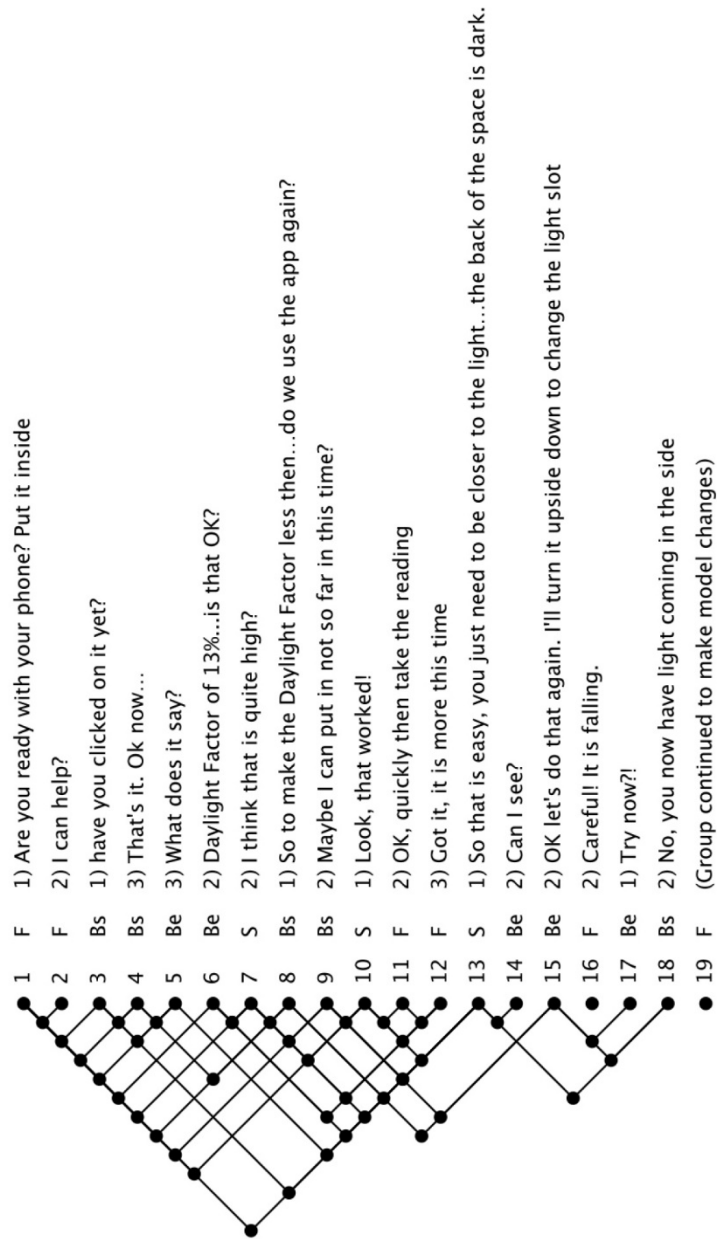 1 F 1) Are you ready with your phone? Put it inside
2 F 2) I can help?
3 Bs 1) have you clicked on it yet?
4 Bs 3) That's it. Ok now...
5 Be 3) What does it say?
6 Be 2) Daylight Factor of 13%...is that OK?
7 S 2) I think that is quite high?
8 Bs 1) So to make the Daylight Factor less then...do we use the app again?
9 Bs 2) Maybe I can put in not so far in this time?
10 S 1) Look, that worked!
11 F 2) OK, quickly then take the reading
12 F 3) Got it, it is more this time
13 S 1) So that is easy, you just need to be closer to the light...the back of the space is dark.
14 Be 2) Can I see?
15 Be 2) OK let's do that again. I'll turn it upside down to change the light slot
16 F 2) Careful! It is falling.
17 Be 1) Try now?!
18 Bs 2) No, you now have light coming in the side
19 F (Group continued to make model changes)